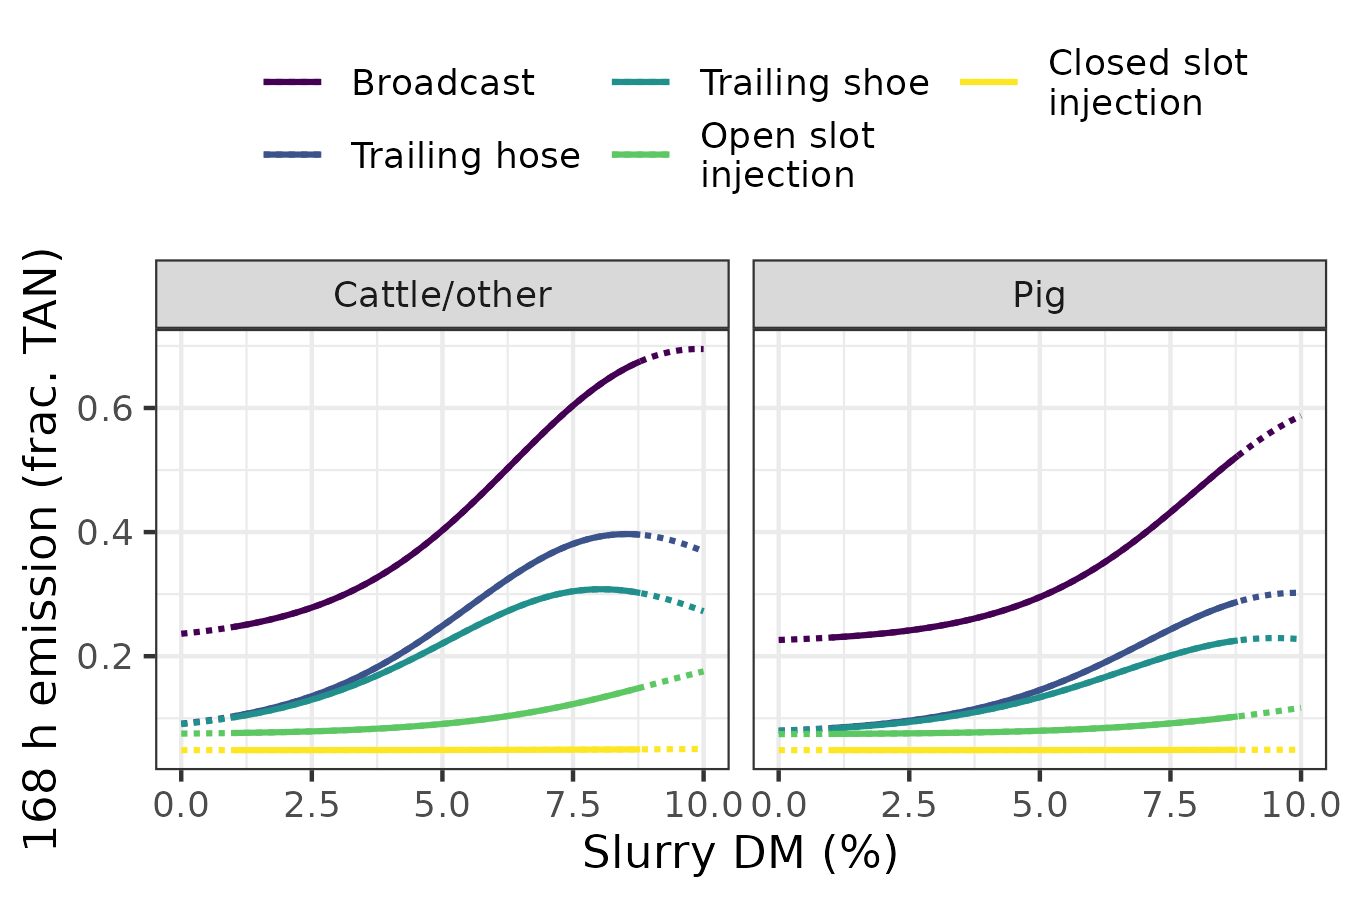 Broadcast
Trailing hose
Trailing shoe
Open slot
injection
Closed slot
injection
168 h emission (frac. TAN)
Cattle/other
Pig
0.6
0.4
0.2
0.0 2.5 5.0 7.5 10.0
0.0 2.5 5.0 7.5 10.0
Slurry DM (%)